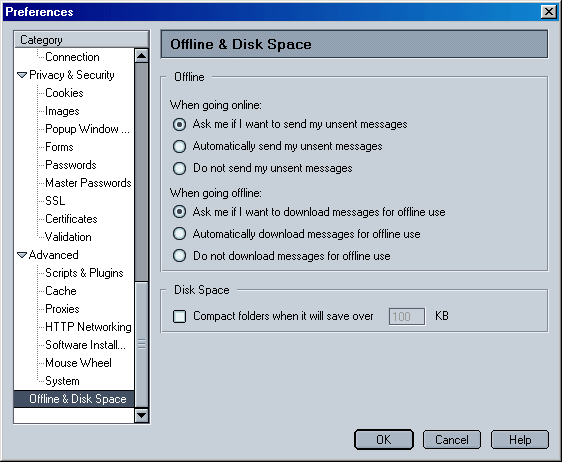 Preferences
Category
Connection
Privacy & Security
Cookies
Images
Popup Window ...
Forms
Passwords
Master Passwords
SSL
Certificates
Validation
Advanced
Scripts & Plugins
Cache
Proxies
HTTP Networking
Software Install...
Mouse Wheel
System
Offline & Disk Space
Offline & Disk Space
Offline
When going online:
Ask me if I want to send my unsent messages
Automatically send my unsent messages
Do not send my unsent messages
When going offline:
Ask me if I want to download messages for offline use
Automatically download messages for offline use
Do not download messages for offline use
Disk Space
Compact folders when it will save over 100 KB
OK Cancel Help